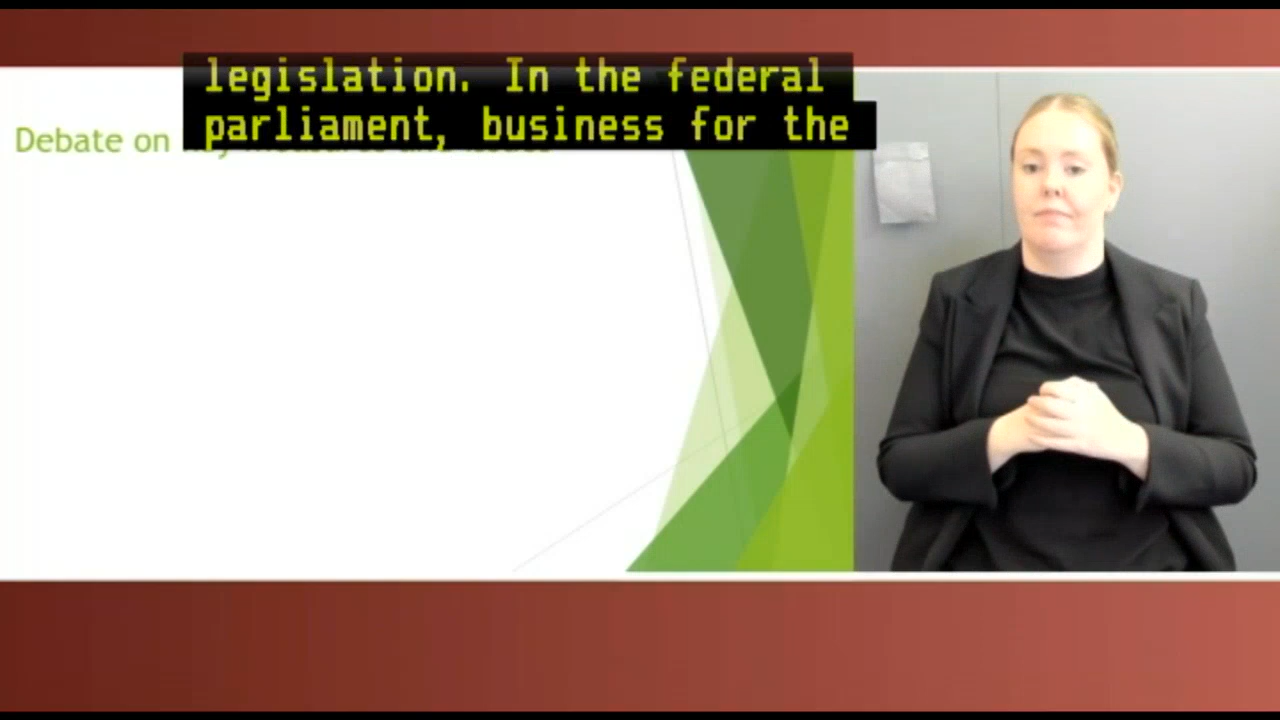 legislation. In the federal
parliament, business for the
Debate on